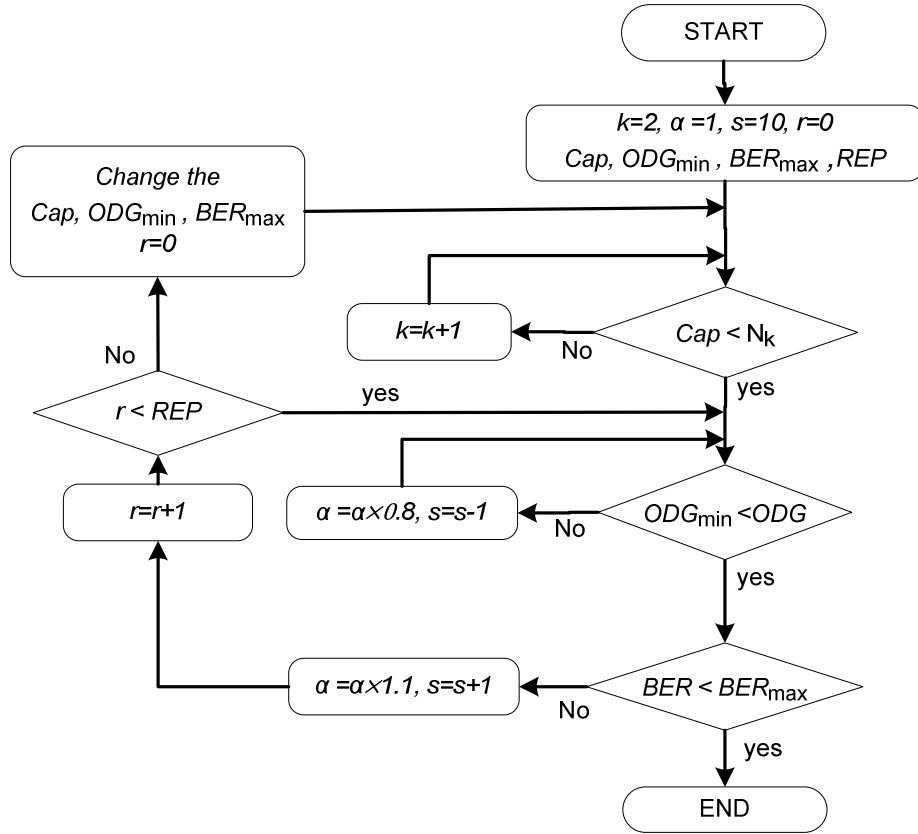 START
k=2, α =1, s=10, r=0
Cap, ODGmin , BERmax ,REP
Change the
Cap, ODGmin , BERmax
r=0
k=k+1
No
Cap < Nk
yes
No
r < REP
yes
r=r+1
α =α×0.8, s=s-1
No
ODGmin <ODG
yes
α =α×1.1, s=s+1
No
BER < BERmax
yes
END